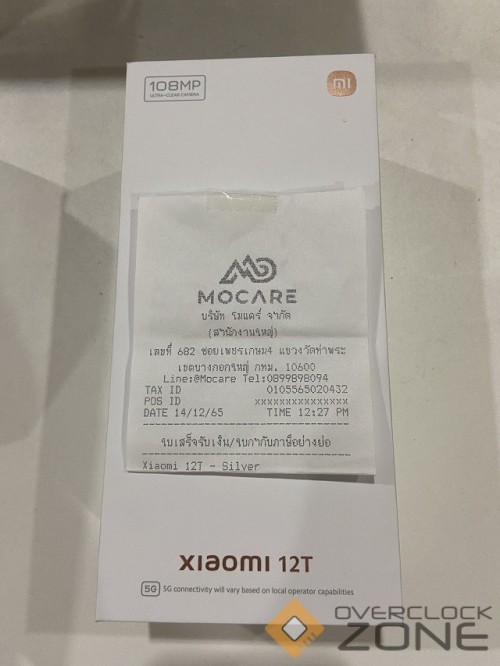 108MP
ULTRA-CLEAR CAMERA
mi
MOCARE
บริษัท โมแคร์ จำกัด
(สำนักงานใหญ่)
เลขที่ 682 ซอยเพชรเกษม4 แขวงวัดท่าพระ
เขตบางกอกใหญ่ กทม. 10600
Line:@Mocare Tel:0899898094
TAX ID 0105565020432
POS ID xxxxxxxxxxxxxxx
DATE 14/12/65 TIME 12:27 PM
ใบเสร็จรับเงิน/ใบกำกับภาษีอย่างย่อ
Xiaomi 12T - Silver
XIAOMI 12T
5G 5G connectivity will vary based on local operator capabilities
OVERCLOCK
ZONE